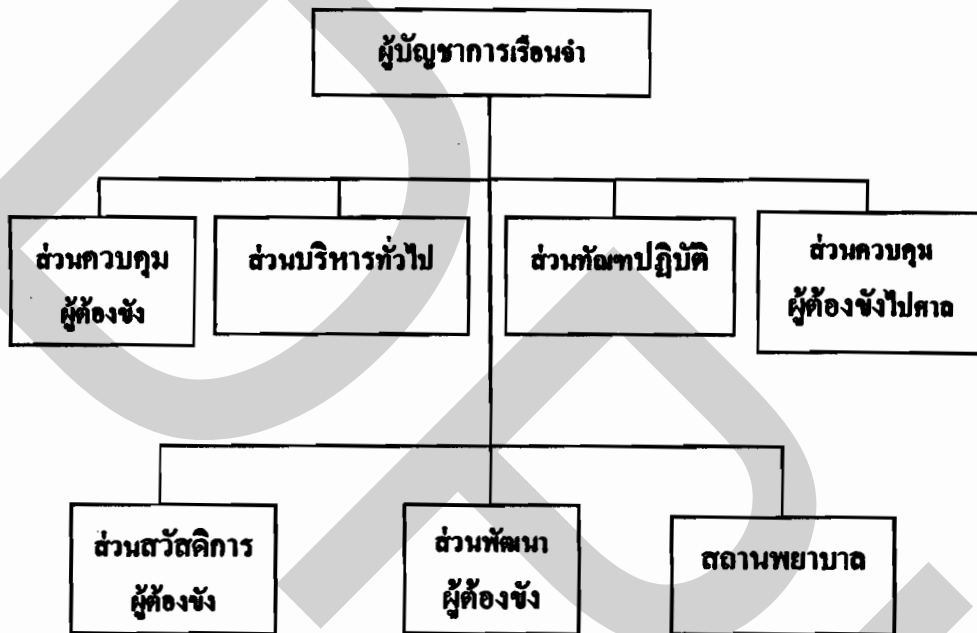 ผู้บัญชาการเรือนจำ
ส่วนควบคุม
ผู้ต้องขัง
ส่วนบริหารทั่วไป
ส่วนทัณฑปฏิบัติ
ส่วนควบคุม
ผู้ต้องขังไปศาล
ส่วนสวัสดิการ
ผู้ต้องขัง
ส่วนพัฒนา
ผู้ต้องขัง
สถานพยาบาล